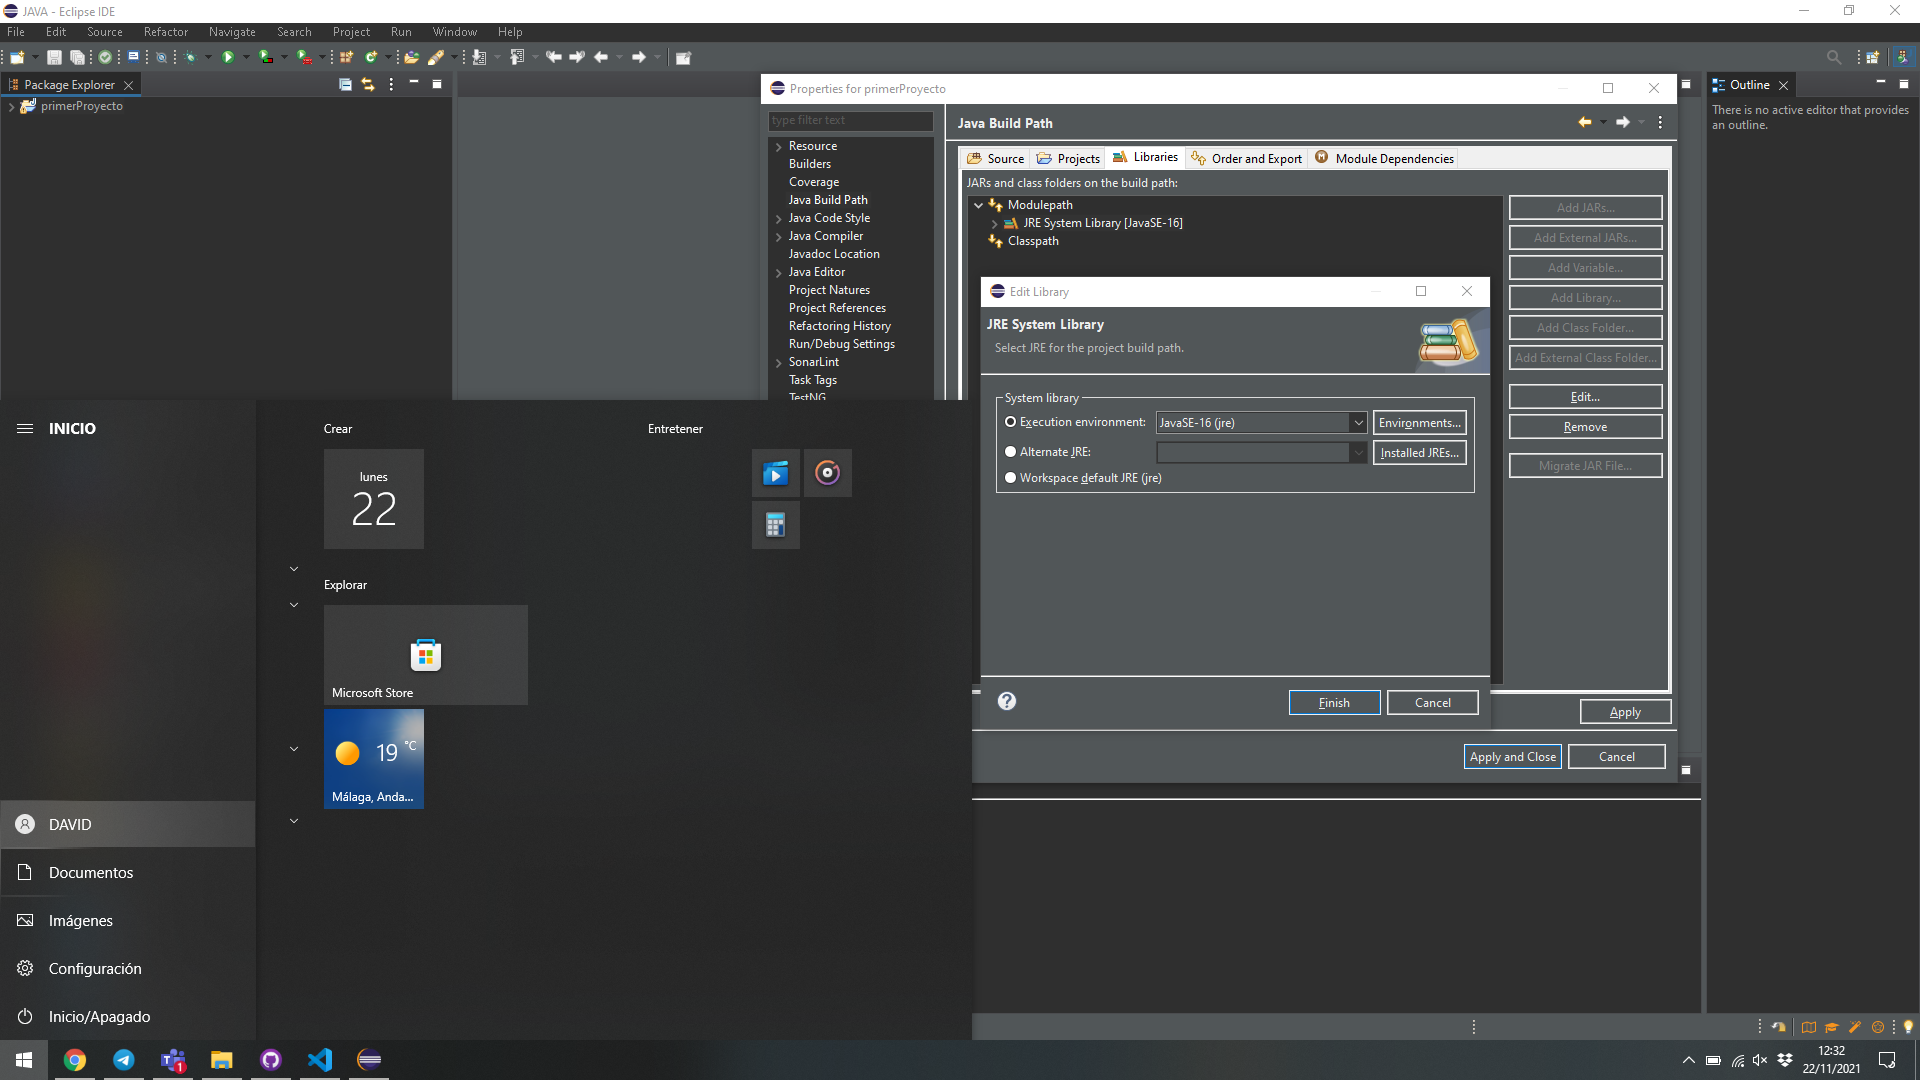 JAVA - Eclipse IDE
File Edit Source Refactor Navigate Search Project Run Window Help
Package Explorer
primerProyecto
Properties for primerProyecto
type filter text
Resource
Builders
Coverage
Java Build Path
Java Code Style
Java Compiler
Javadoc Location
Java Editor
Project Natures
Project References
Refactoring History
Run/Debug Settings
SonarLint
Task Tags
TestNG
Java Build Path
Source Projects Libraries Order and Export Module Dependencies
JARs and class folders on the build path:
Modulepath
JRE System Library [JavaSE-16]
Classpath
Add JARs...
Add External JARs...
Add Variable...
Add Library...
Add Class Folder...
Add External Class Folder...
Edit...
Remove
Migrate JAR File...
Apply
Apply and Close Cancel
Edit Library
JRE System Library
Select JRE for the project build path.
System library
Execution environment: JavaSE-16 (jre) Environments...
Alternate JRE: Installed JREs...
Workspace default JRE (jre)
Finish Cancel
Outline
There is no active editor that provides
an outline.
INICIO
Crear
Entretener
lunes
22
Explorar
Microsoft Store
19 °C
Málaga, Anda...
DAVID
Documentos
Imágenes
Configuración
Inicio/Apagado
1
12:32
22/11/2021